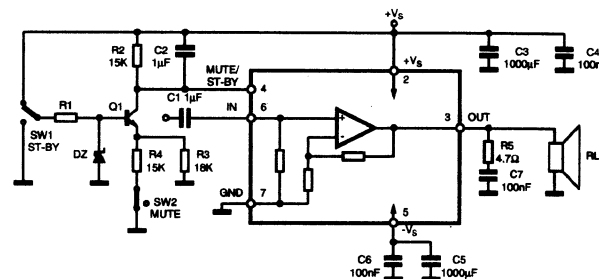 +Vs
R2
15K
C2
1µF
MUTE/
ST-BY
4
+Vs
2
C3
1000µF
C4
100n
R1
Q1
C1 1µF
IN
6
3
OUT
SW1
ST-BY
DZ
R4
15K
R3
18K
R5
4.7Ω
C7
100nF
RL
SW2
MUTE
GND
7
5
-Vs
C6
100nF
C5
1000µF